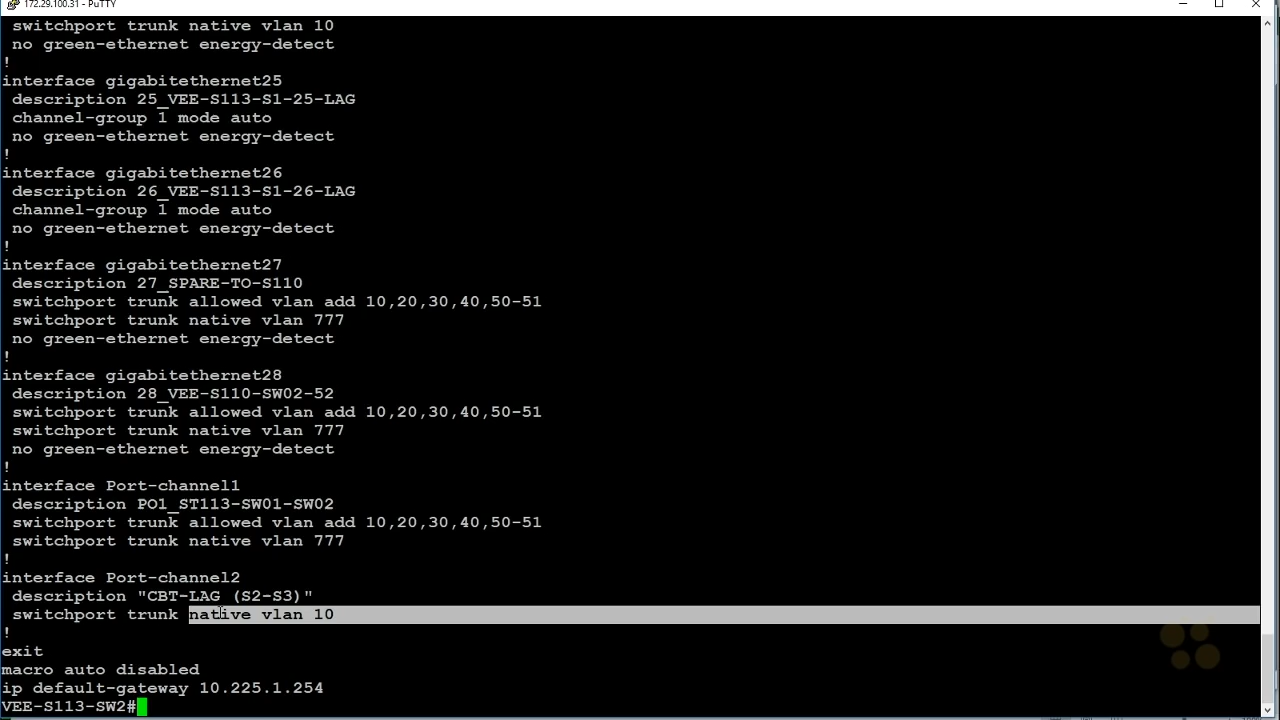 172.29.100.31 - PuTTY
switchport trunk native vlan 10
no green-ethernet energy-detect
!
interface gigabitethernet25
description 25_VEE-S113-S1-25-LAG
channel-group 1 mode auto
no green-ethernet energy-detect
!
interface gigabitethernet26
description 26_VEE-S113-S1-26-LAG
channel-group 1 mode auto
no green-ethernet energy-detect
!
interface gigabitethernet27
description 27_SPARE-TO-S110
switchport trunk allowed vlan add 10,20,30,40,50-51
switchport trunk native vlan 777
no green-ethernet energy-detect
!
interface gigabitethernet28
description 28_VEE-S110-SW02-52
switchport trunk allowed vlan add 10,20,30,40,50-51
switchport trunk native vlan 777
no green-ethernet energy-detect
!
interface Port-channel1
description PO1_ST113-SW01-SW02
switchport trunk allowed vlan add 10,20,30,40,50-51
switchport trunk native vlan 777
!
interface Port-channel2
description "CBT-LAG (S2-S3)"
switchport trunk native vlan 10
!
exit
macro auto disabled
ip default-gateway 10.225.1.254
VEE-S113-SW2#